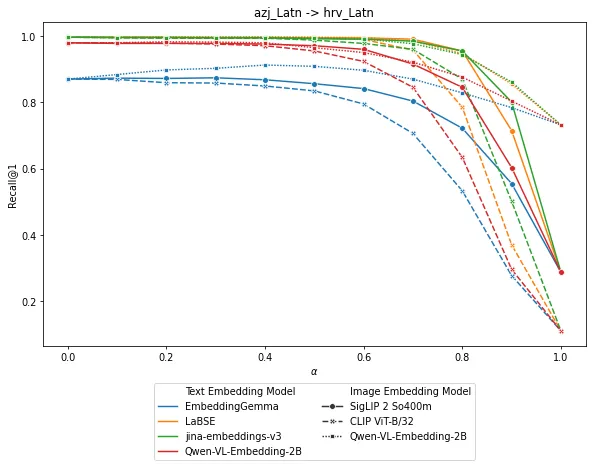 azj_Latn -> hrv_Latn
Recall@1
1.0
0.8
0.6
0.4
0.2
0.0 0.2 0.4 0.6 0.8 1.0
α
Text Embedding Model
EmbeddingGemma
LaBSE
jina-embeddings-v3
Qwen-VL-Embedding-2B
Image Embedding Model
SigLIP 2 So400m
CLIP ViT-B/32
Qwen-VL-Embedding-2B